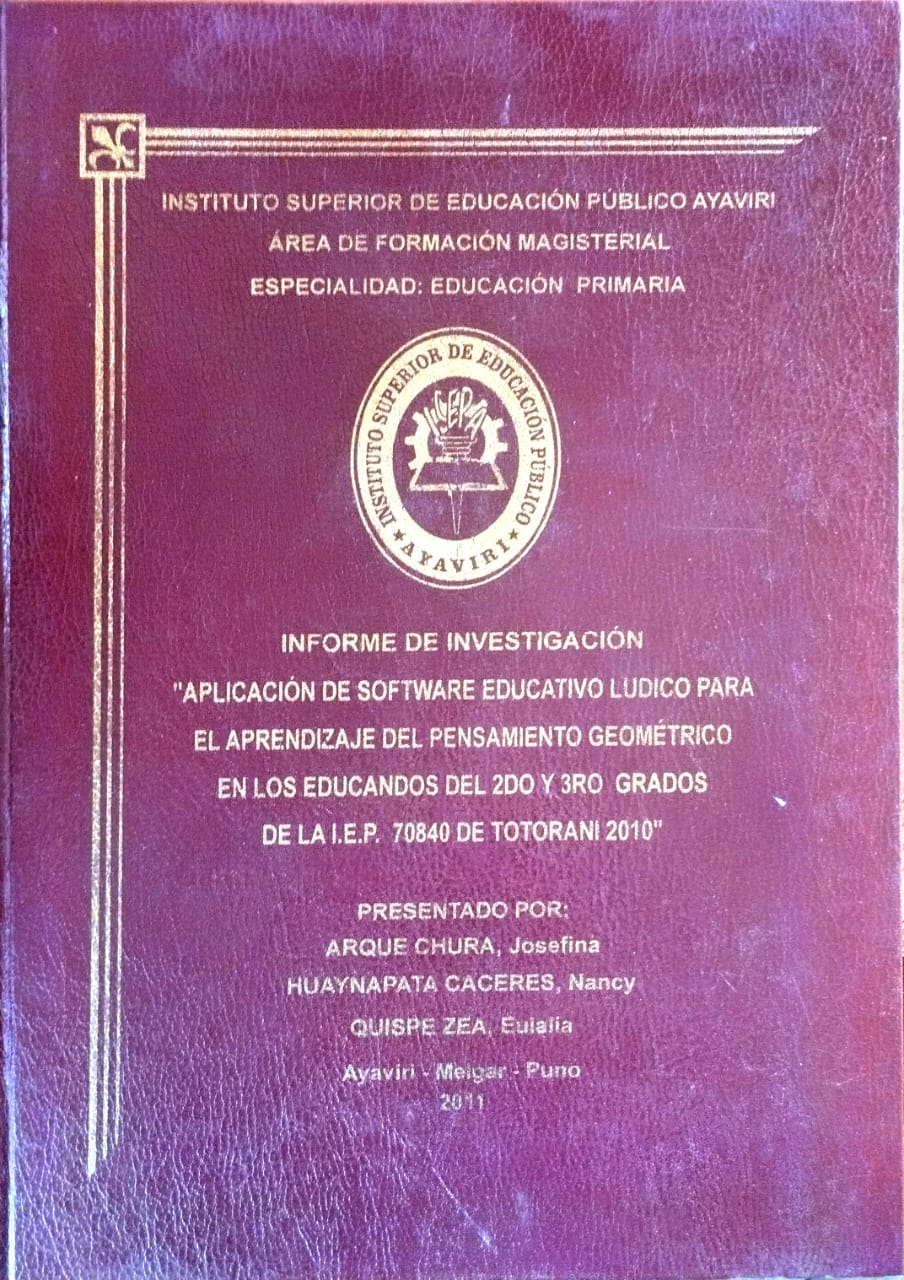 INSTITUTO SUPERIOR DE EDUCACIÓN PÚBLICO AYAVIRI
ÁREA DE FORMACIÓN MAGISTERIAL
ESPECIALIDAD: EDUCACIÓN PRIMARIA
INSTITUTO SUPERIOR DE EDUCACIÓN PÚBLICO
ISEPA
★ AYAVIRI ★
INFORME DE INVESTIGACIÓN
"APLICACIÓN DE SOFTWARE EDUCATIVO LUDICO PARA
EL APRENDIZAJE DEL PENSAMIENTO GEOMÉTRICO
EN LOS EDUCANDOS DEL 2DO Y 3RO GRADOS
DE LA I.E.P. 70840 DE TOTORANI 2010"
PRESENTADO POR:
ARQUE CHURA, Josefina
HUAYNAPATA CACERES, Nancy
QUISPE ZEA, Eulalia
Ayaviri - Melgar - Puno
2011